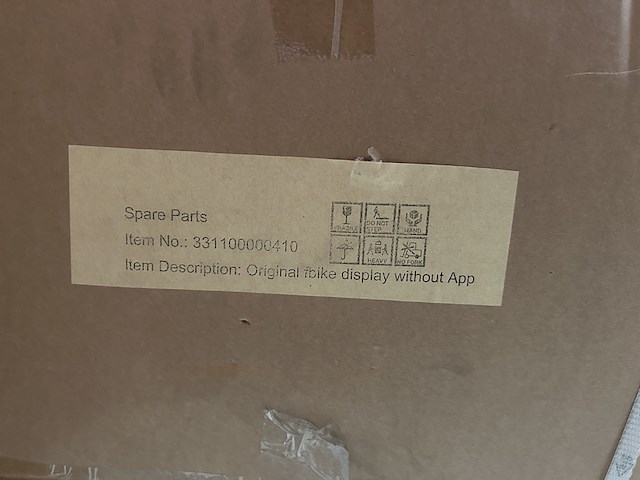 Spare Parts
Item No.: 331100000410
Item Description: Original fbike display without App
FRAGILE
DO NOT STEP
HAND
HEAVY
NO FORK